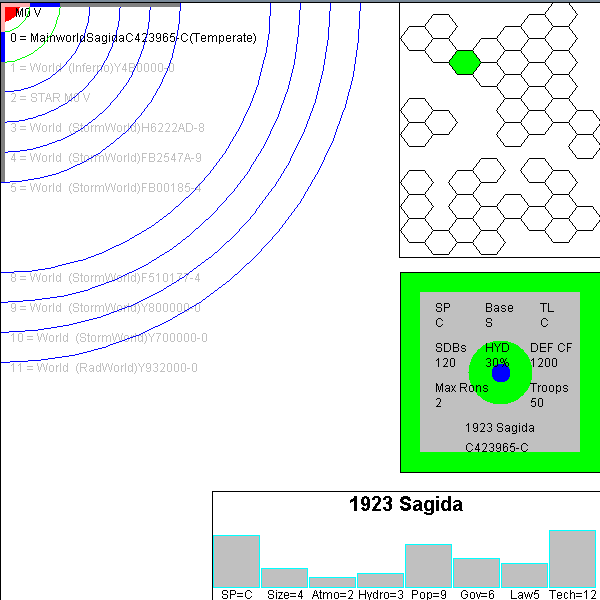 M0 V
0 = MainworldSagidaC423965-C(Temperate)
1 = World (Inferno)Y4B0000-0
2 = STAR M0 V
3 = World (StormWorld)H6222AD-8
4 = World (StormWorld)FB2547A-9
5 = World (StormWorld)FB00185-4
8 = World (StormWorld)F510177-4
9 = World (StormWorld)Y800000-0
10 = World (StormWorld)Y700000-0
11 = World (RadWorld)Y932000-0
SP Base TL
C S C
SDBs HYD DEF CF
120 30% 1200
Max Rons Troops
2 50
1923 Sagida
C423965-C
1923 Sagida
SP=C Size=4 Atmo=2 Hydro=3 Pop=9 Gov=6 Law5 Tech=12